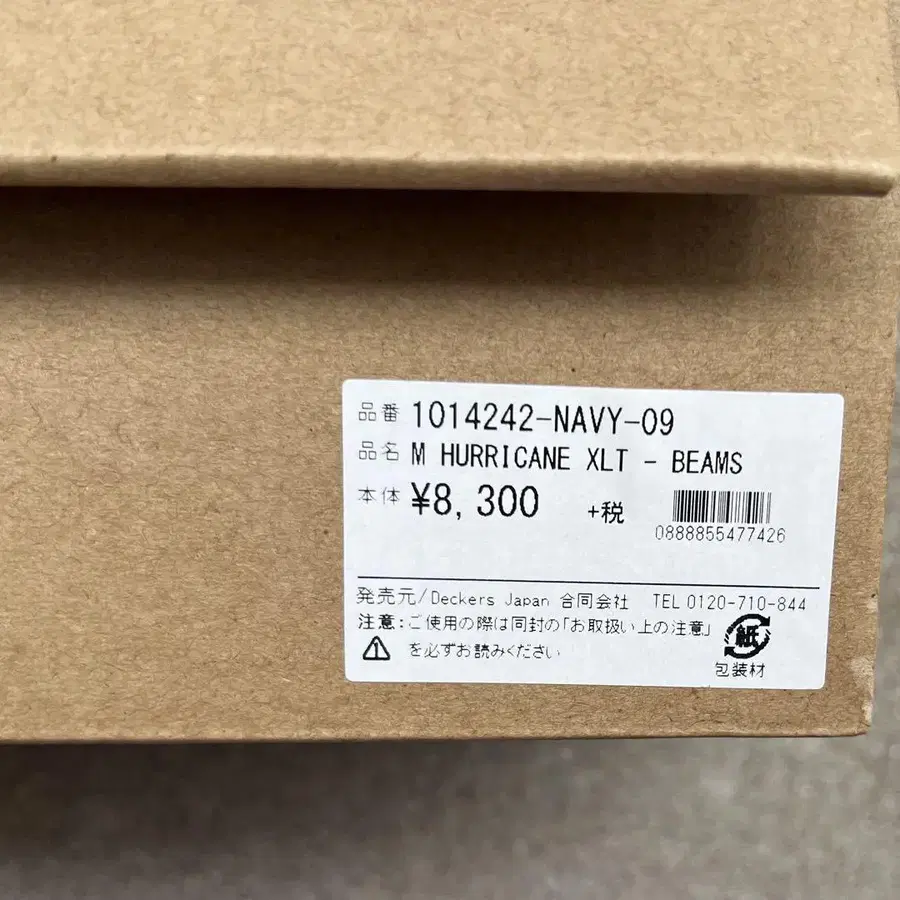 品番 1014242-NAVY-09
品名 M HURRICANE XLT - BEAMS
本体 ¥8,300 +税
0888855477426
発売元/Deckers Japan 合同会社 TEL 0120-710-844
注意:ご使用の際は同封の「お取扱い上の注意」
を必ずお読みください
紙
包装材